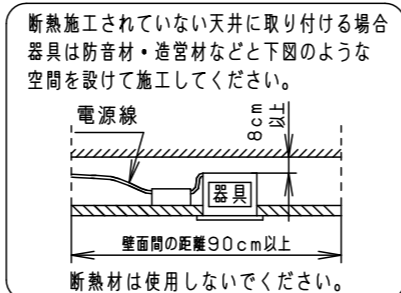 断熱施工されていない天井に取り付ける場合
器具は防音材・造営材などと下図のような
空間を設けて施工してください。
電源線
8cm
以上
器具
壁面間の距離90cm以上
断熱材は使用しないでください。